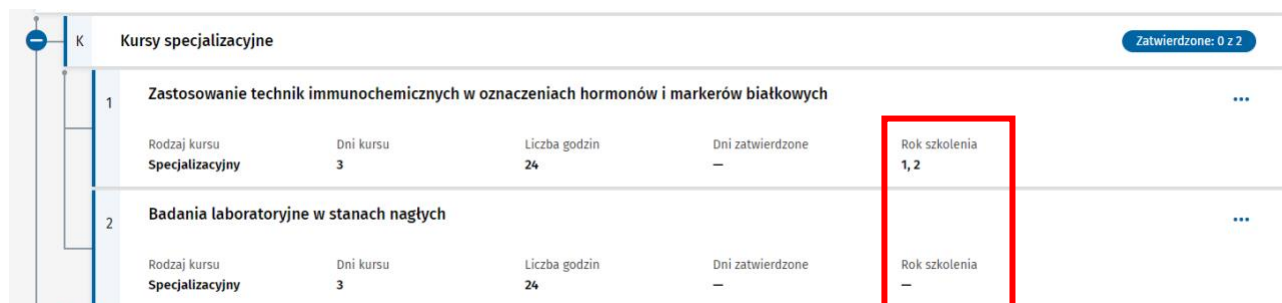 K Kursy specjalizacyjne Zatwierdzone: 0 z 2
1 Zastosowanie technik immunochemicznych w oznaczeniach hormonów i markerów białkowych ...
Rodzaj kursu Dni kursu Liczba godzin Dni zatwierdzone Rok szkolenia
Specjalizacyjny 3 24 — 1, 2
2 Badania laboratoryjne w stanach nagłych ...
Rodzaj kursu Dni kursu Liczba godzin Dni zatwierdzone Rok szkolenia
Specjalizacyjny 3 24 — —